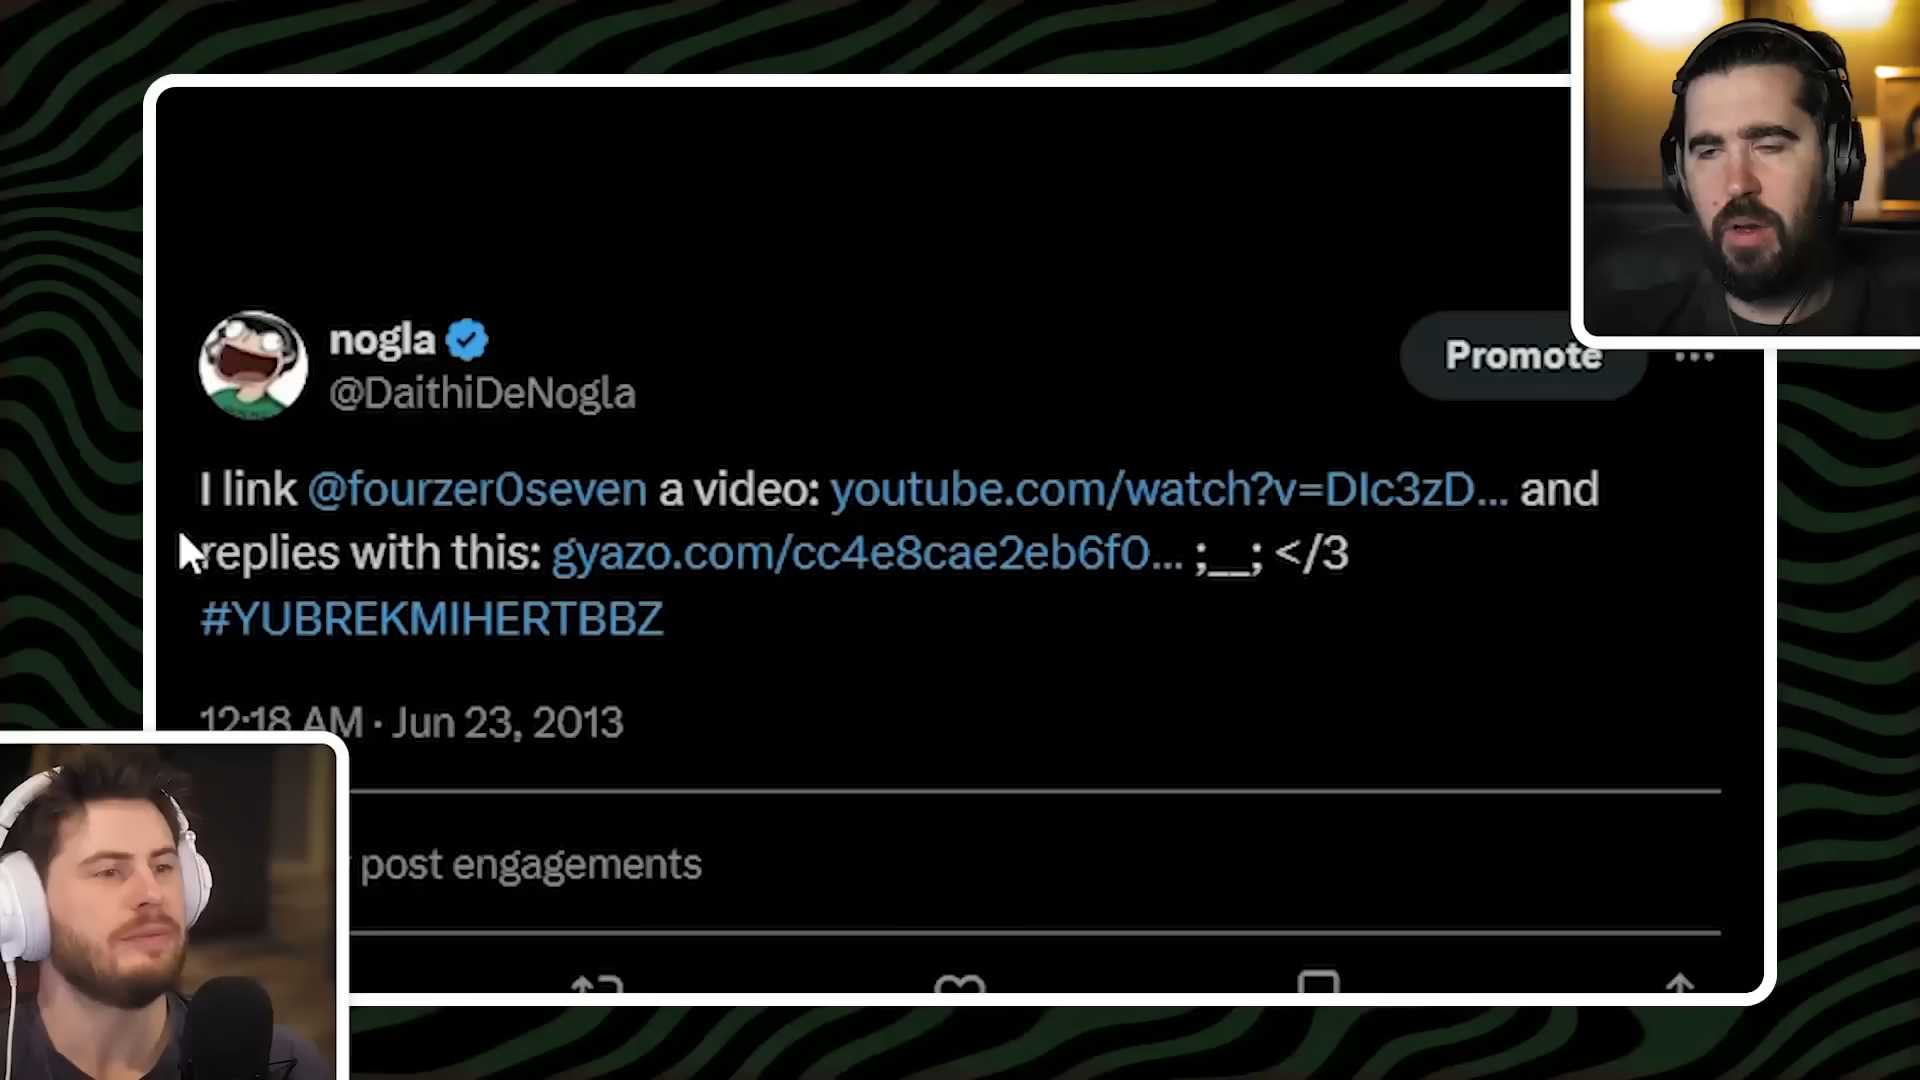 nogla
@DaithiDeNogla
Promote
I link @fourzer0seven a video: youtube.com/watch?v=DIc3zD... and
replies with this: gyazo.com/cc4e8cae2eb6f0... ;__; </3
#YUBREKMIHERTBBZ
12:18 AM · Jun 23, 2013
post engagements